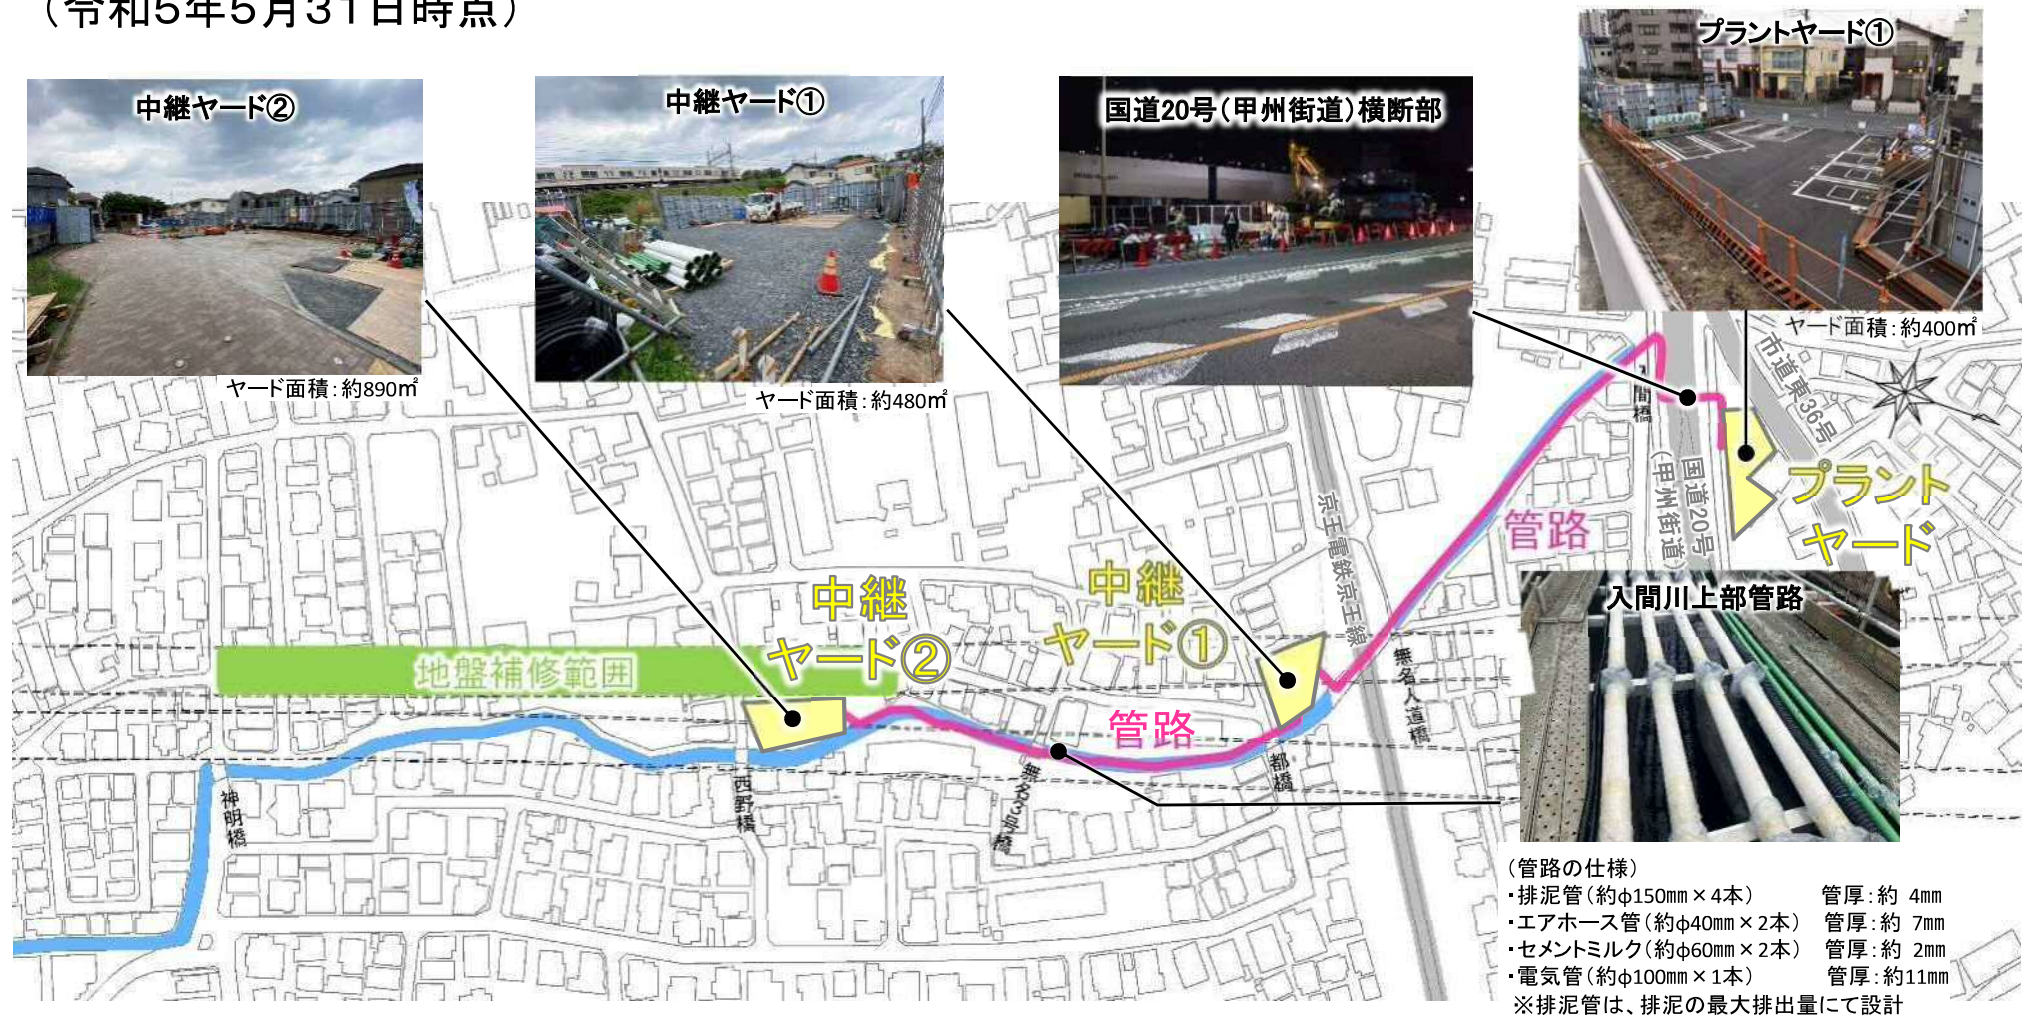 （令和5年5月31日時点）
中継ヤード②
中継ヤード①
国道20号（甲州街道）横断部
プラントヤード①
ヤード面積：約890㎡
ヤード面積：約480㎡
ヤード面積：約400㎡
市道東36号
入間橋
国道20号
（甲州街道）
プラント
ヤード
管路
京王電鉄京王線
中継
ヤード①
中継
ヤード②
地盤補修範囲
無名人道橋
管路
都橋
無名3号橋
西野橋
神明橋
入間川上部管路
（管路の仕様）
・排泥管（約φ150㎜×4本） 管厚：約 4㎜
・エアホース管（約φ40㎜×2本） 管厚：約 7㎜
・セメントミルク（約φ60㎜×2本） 管厚：約 2㎜
・電気管（約φ100㎜×1本） 管厚：約11㎜
※排泥管は、排泥の最大排出量にて設計